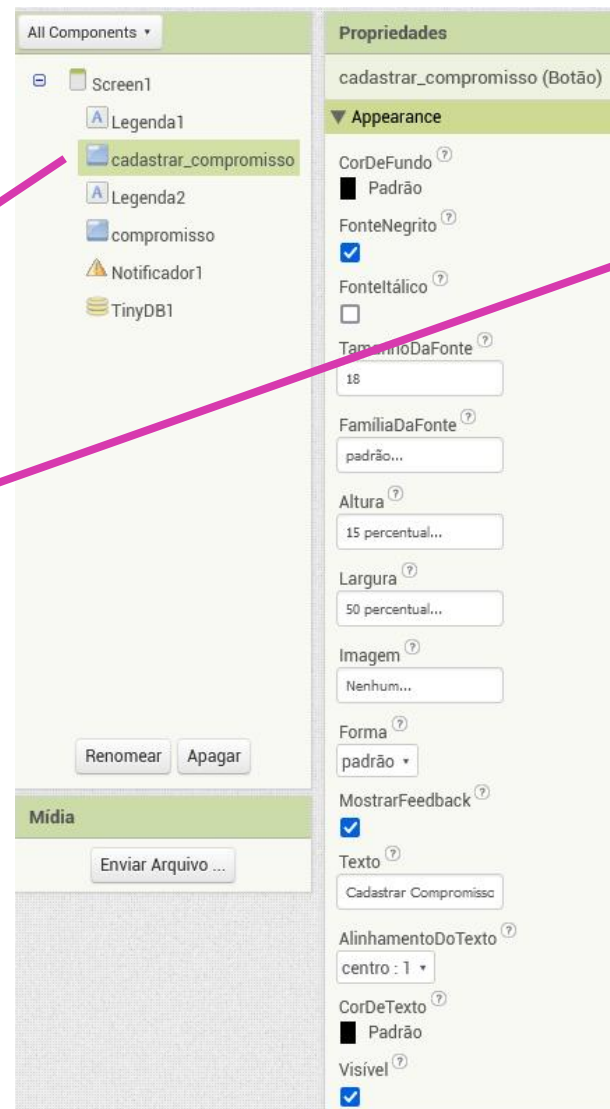 All Components ▾
Screen1
Legenda1
cadastrar_compromisso
Legenda2
compromisso
Notificador1
TinyDB1
Renomear
Apagar
Mídia
Enviar Arquivo ...
Propriedades
cadastrar_compromisso (Botão)
▼ Appearance
CorDeFundo ?
Padrão
FonteNegrito ?
FonteItálico ?
TamanhoDaFonte ?
18
FamíliaDaFonte ?
padrão...
Altura ?
15 percentual...
Largura ?
50 percentual...
Imagem ?
Nenhum...
Forma ?
padrão ▾
MostrarFeedback ?
Texto ?
Cadastrar Compromissc
AlinhamentoDoTexto ?
centro : 1 ▾
CorDeTexto ?
Padrão
Visível ?